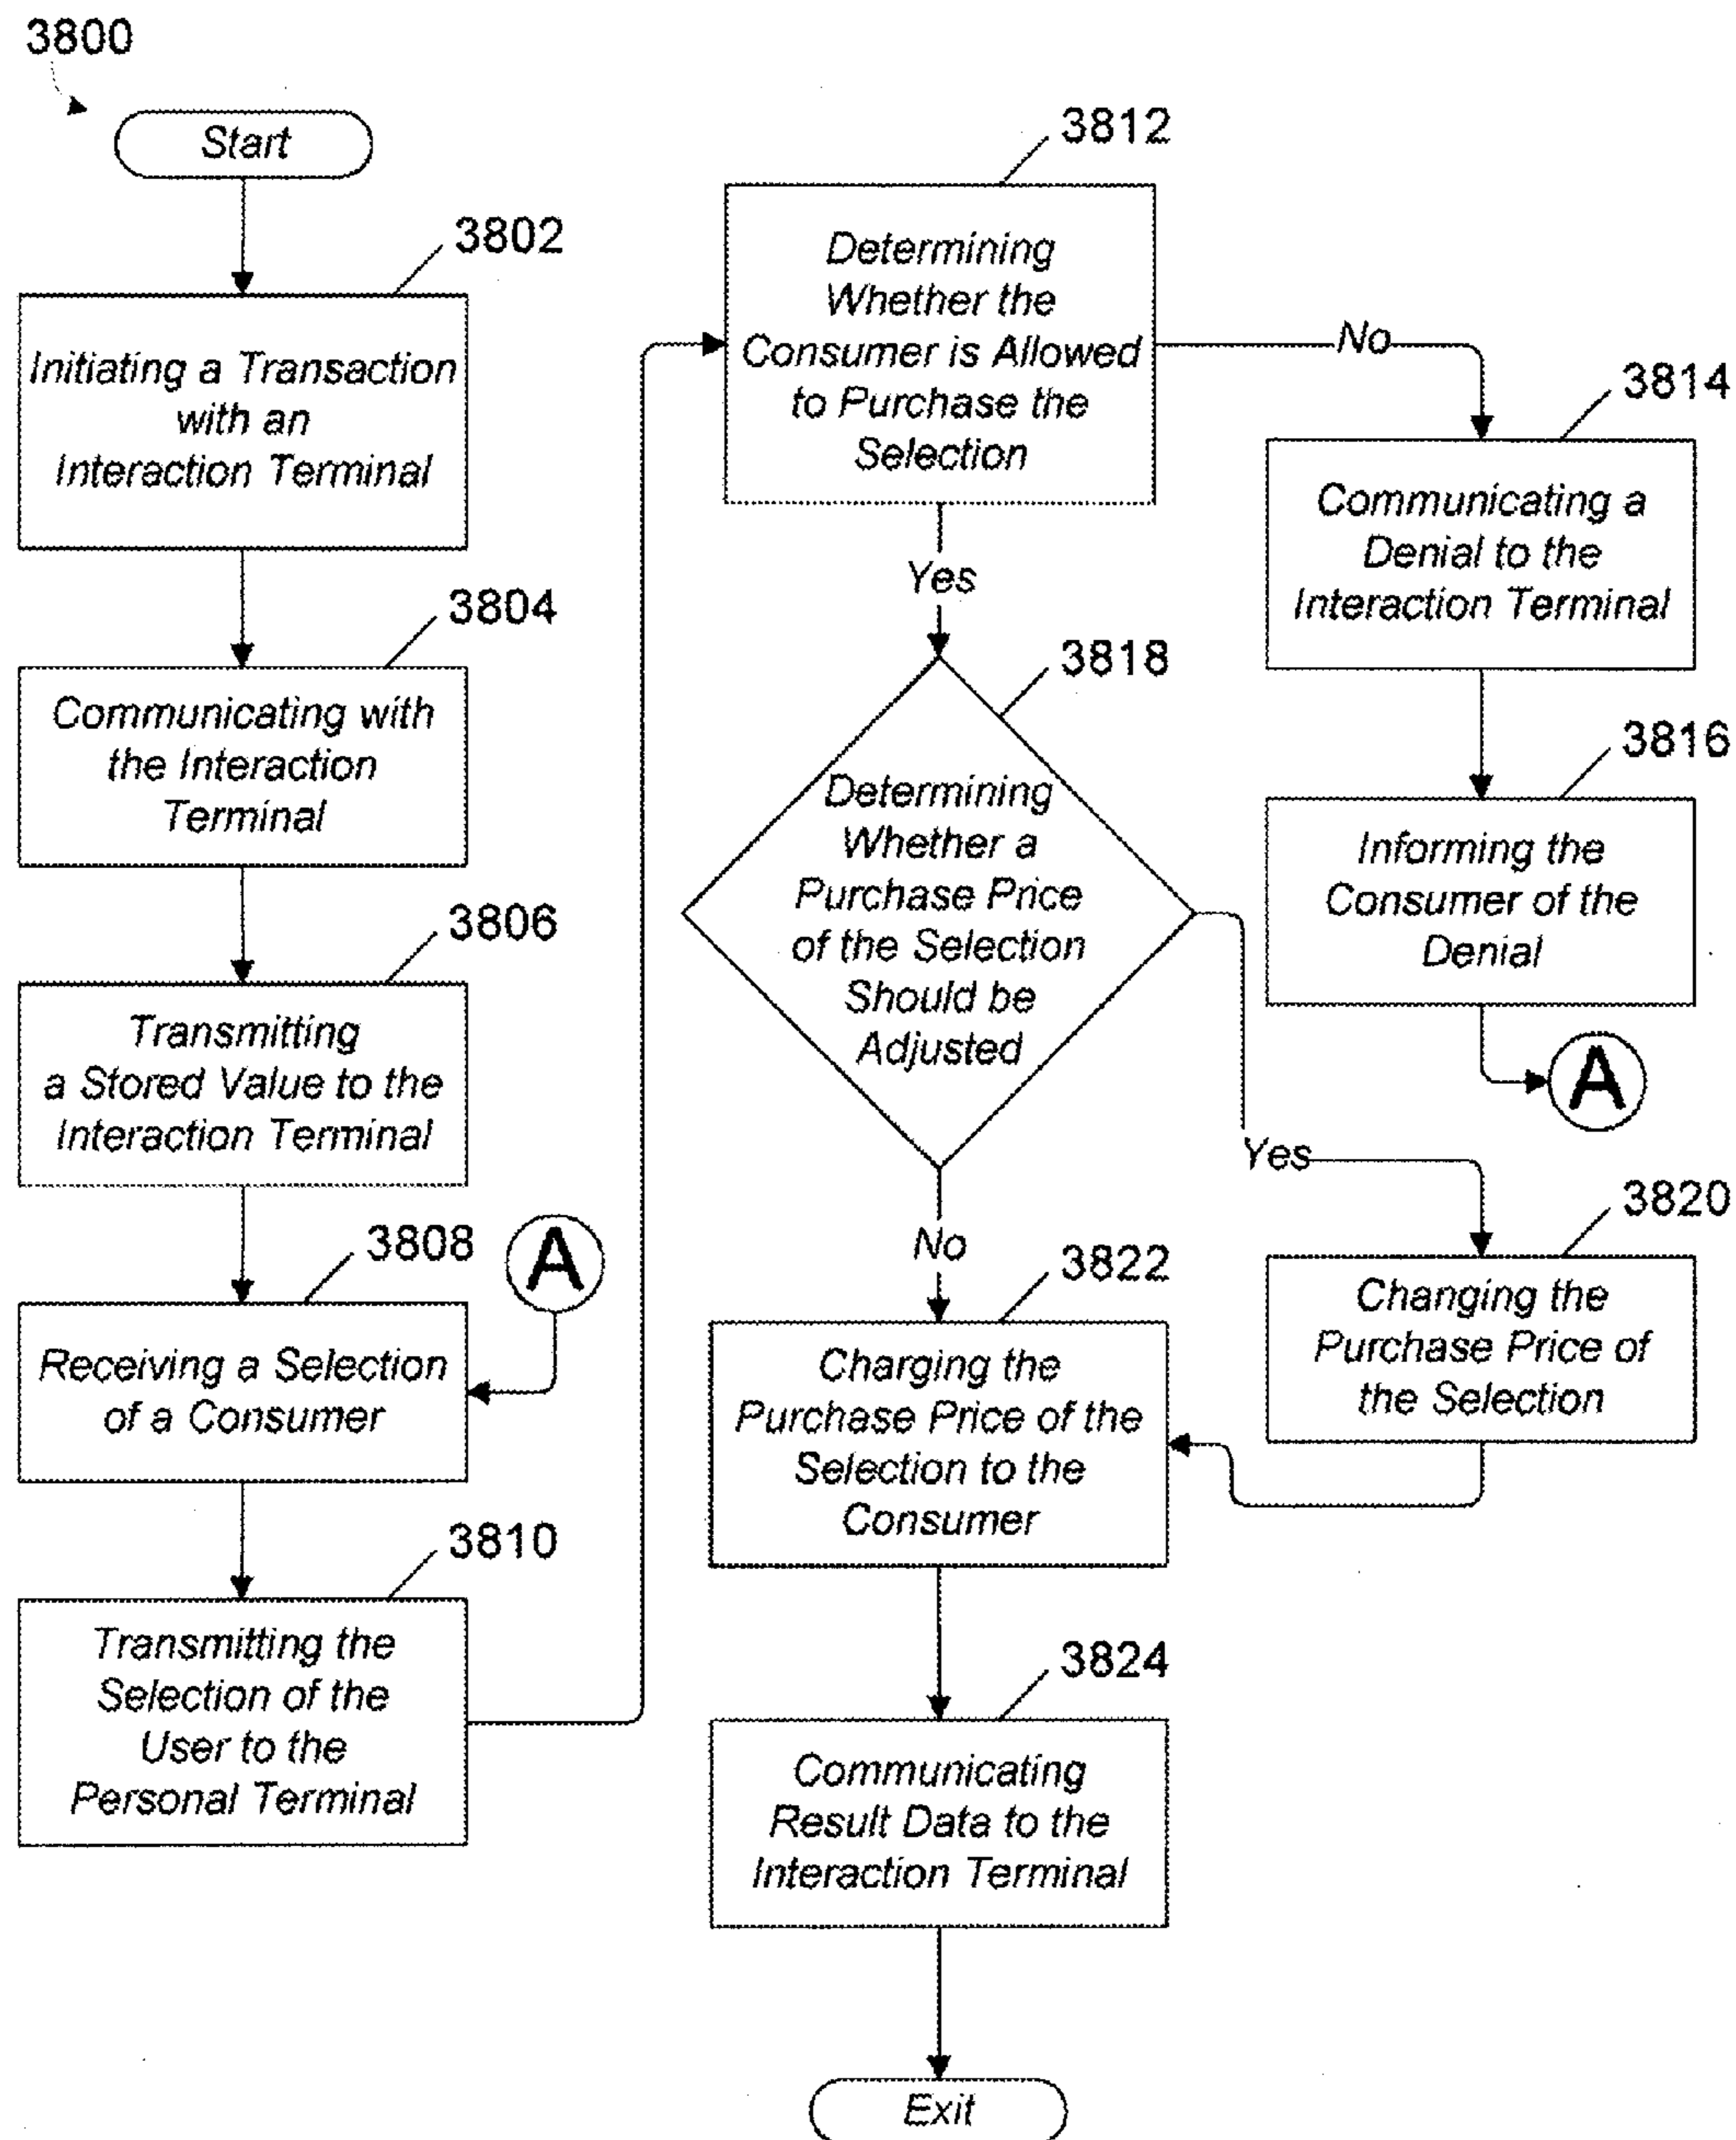 3800
Start
3802
Initiating a Transaction
with an
Interaction Terminal
3804
Communicating with
the Interaction
Terminal
3806
Transmitting
a Stored Value to the
Interaction Terminal
3808
A
Receiving a Selection
of a Consumer
3810
Transmitting the
Selection of the
User to the
Personal Terminal
3812
Determining
Whether the
Consumer is Allowed
to Purchase the
Selection
No
Yes
3814
Communicating a
Denial to the
Interaction Terminal
3816
Informing the
Consumer of the
Denial
A
3818
Determining
Whether a
Purchase Price
of the Selection
Should be
Adjusted
Yes
No
3820
Changing the
Purchase Price of
the Selection
3822
Charging the
Purchase Price of the
Selection to the
Consumer
3824
Communicating
Result Data to the
Interaction Terminal
Exit